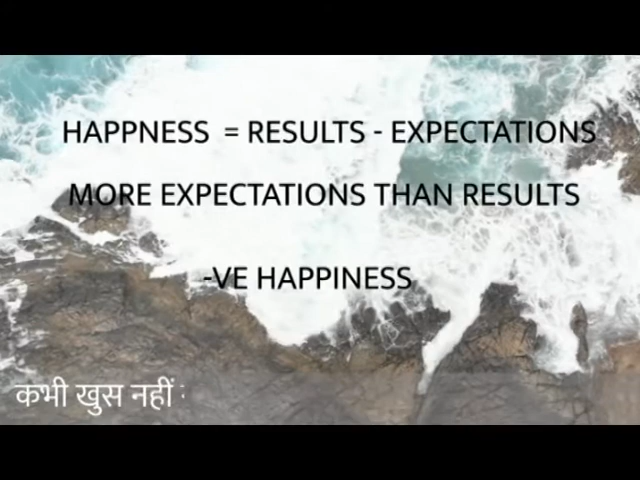 HAPPNESS = RESULTS - EXPECTATIONS
MORE EXPECTATIONS THAN RESULTS
-VE HAPPINESS
कभी खुस नहीं